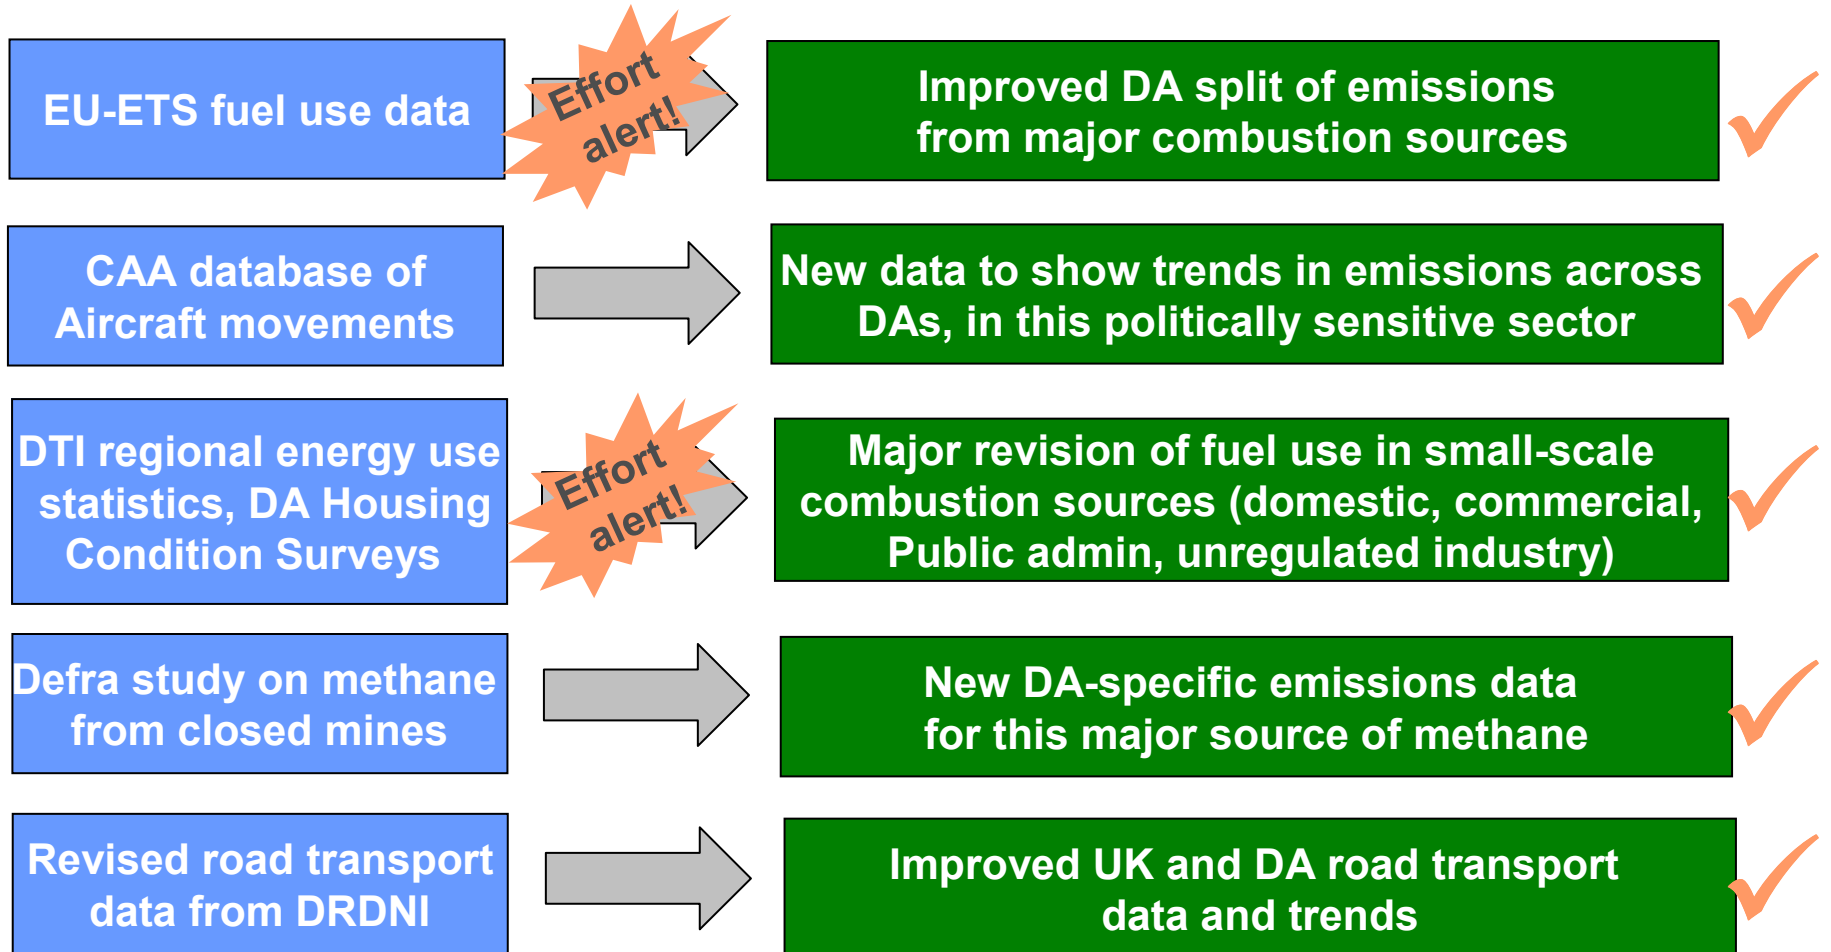 EU-ETS fuel use data
Effort
alert!
Improved DA split of emissions
from major combustion sources
CAA database of
Aircraft movements
New data to show trends in emissions across
DAs, in this politically sensitive sector
DTI regional energy use
statistics, DA Housing
Condition Surveys
Effort
alert!
Major revision of fuel use in small-scale
combustion sources (domestic, commercial,
Public admin, unregulated industry)
Defra study on methane
from closed mines
New DA-specific emissions data
for this major source of methane
Revised road transport
data from DRDNI
Improved UK and DA road transport
data and trends